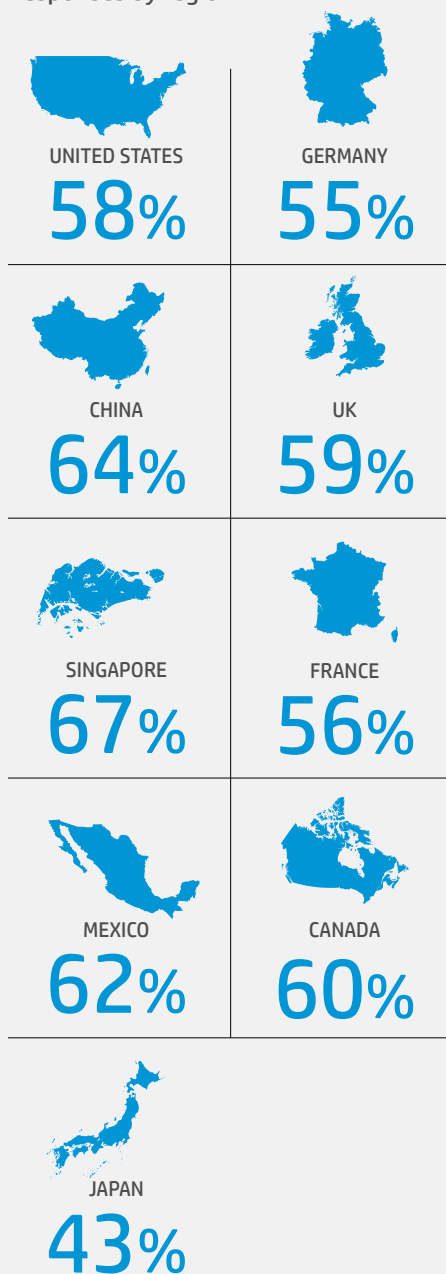 UNITED STATES
58%
GERMANY
55%
CHINA
64%
UK
59%
SINGAPORE
67%
FRANCE
56%
MEXICO
62%
CANADA
60%
JAPAN
43%